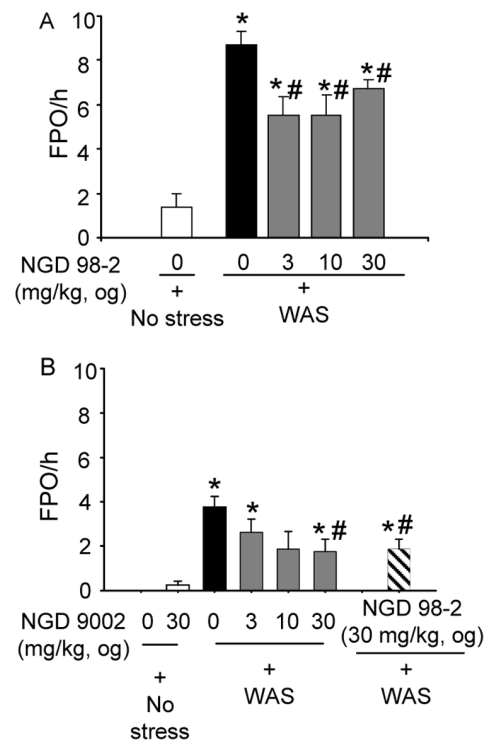 A
10
8
6
4
2
0
FPO/h
*
*#
*#
*#
NGD 98-2
(mg/kg, og)
0 0 3 10 30
+ +
No stress WAS
B
10
8
6
4
2
0
FPO/h
*
*
*#
*#
NGD 9002
(mg/kg, og)
0 30 0 3 10 30
NGD 98-2
(30 mg/kg, og)
+ + +
No
stress
WAS
WAS